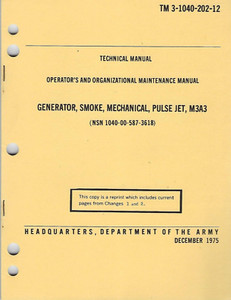 TM 3-1040-202-12
TECHNICAL MANUAL
OPERATOR'S AND ORGANIZATIONAL MAINTENANCE MANUAL
GENERATOR, SMOKE, MECHANICAL, PULSE JET, M3A3
(NSN 1040-00-587-3618)
This copy is a reprint which includes current
pages from Changes 1 and 2.
HEADQUARTERS, DEPARTMENT OF THE ARMY
DECEMBER 1975